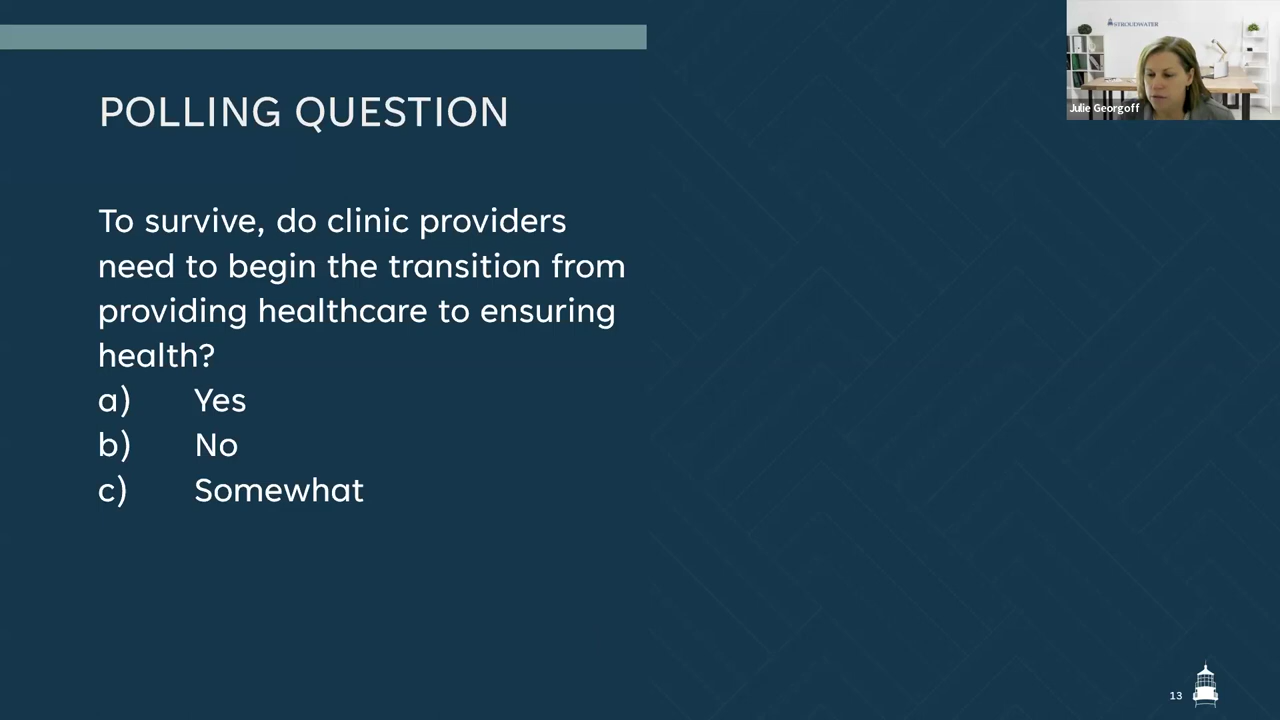 STROUDWATER
Julie Georgoff
POLLING QUESTION
To survive, do clinic providers
need to begin the transition from
providing healthcare to ensuring
health?
a) Yes
b) No
c) Somewhat
13